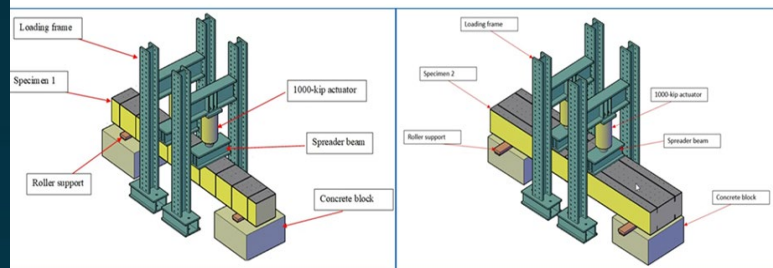 Loading frame
Specimen 1
1000-kip actuator
Spreader beam
Roller support
Concrete block
Loading frame
Specimen 2
1000-kip actuator
Spreader beam
Roller support
Concrete block